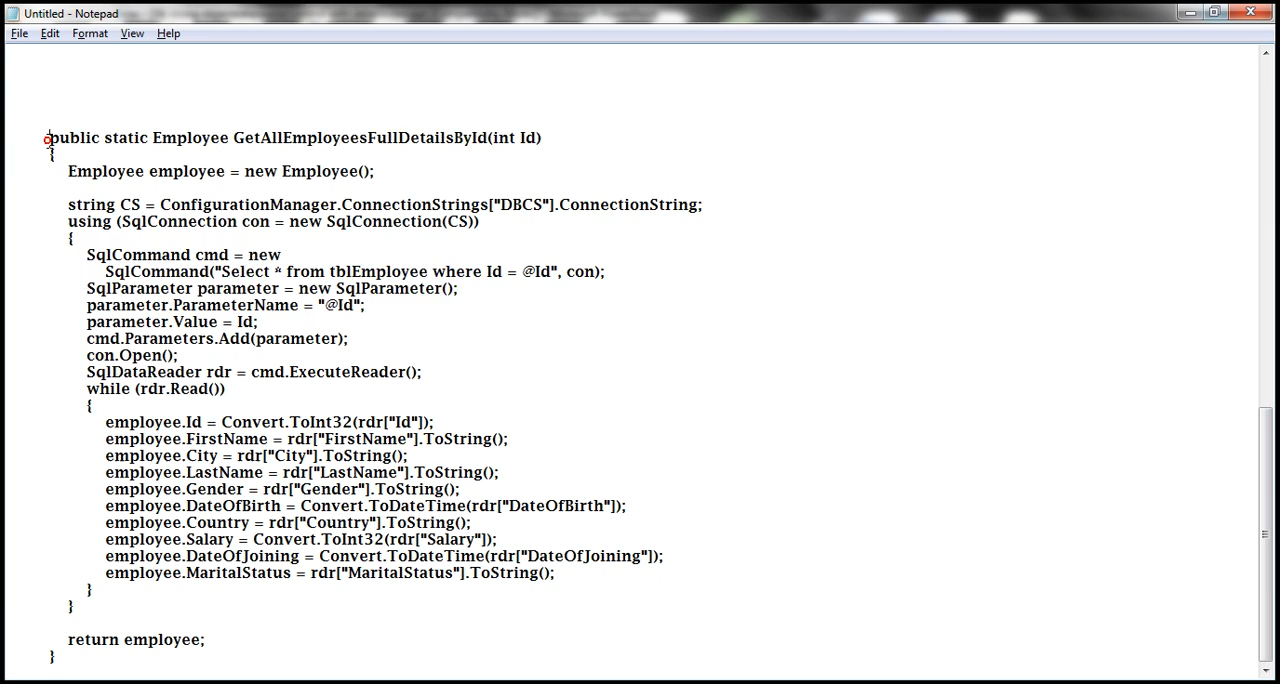 Untitled - Notepad
File Edit Format View Help
public static Employee GetAllEmployeesFullDetailsById(int Id)
{
Employee employee = new Employee();
string CS = ConfigurationManager.ConnectionStrings["DBCS"].ConnectionString;
using (SqlConnection con = new SqlConnection(CS))
{
SqlCommand cmd = new
SqlCommand("Select * from tblEmployee where Id = @Id", con);
SqlParameter parameter = new SqlParameter();
parameter.ParameterName = "@Id";
parameter.Value = Id;
cmd.Parameters.Add(parameter);
con.Open();
SqlDataReader rdr = cmd.ExecuteReader();
while (rdr.Read())
{
employee.Id = Convert.ToInt32(rdr["Id"]);
employee.FirstName = rdr["FirstName"].ToString();
employee.City = rdr["City"].ToString();
employee.LastName = rdr["LastName"].ToString();
employee.Gender = rdr["Gender"].ToString();
employee.DateOfBirth = Convert.ToDateTime(rdr["DateOfBirth"]);
employee.Country = rdr["Country"].ToString();
employee.Salary = Convert.ToInt32(rdr["Salary"]);
employee.DateOfJoining = Convert.ToDateTime(rdr["DateOfJoining"]);
employee.MaritalStatus = rdr["MaritalStatus"].ToString();
}
}
return employee;
}